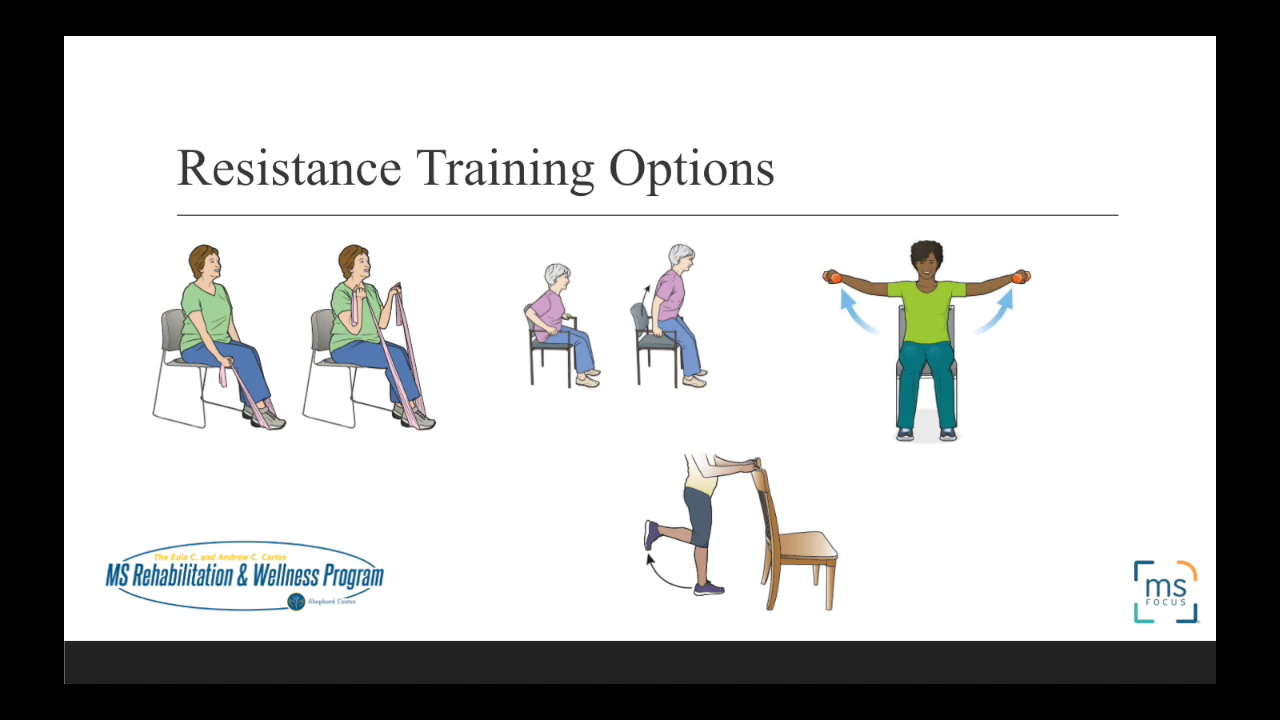 Resistance Training Options
The Eula C. and Andrew C. Carlos
MS Rehabilitation & Wellness Program
Shepherd Center
ms
FOCUS